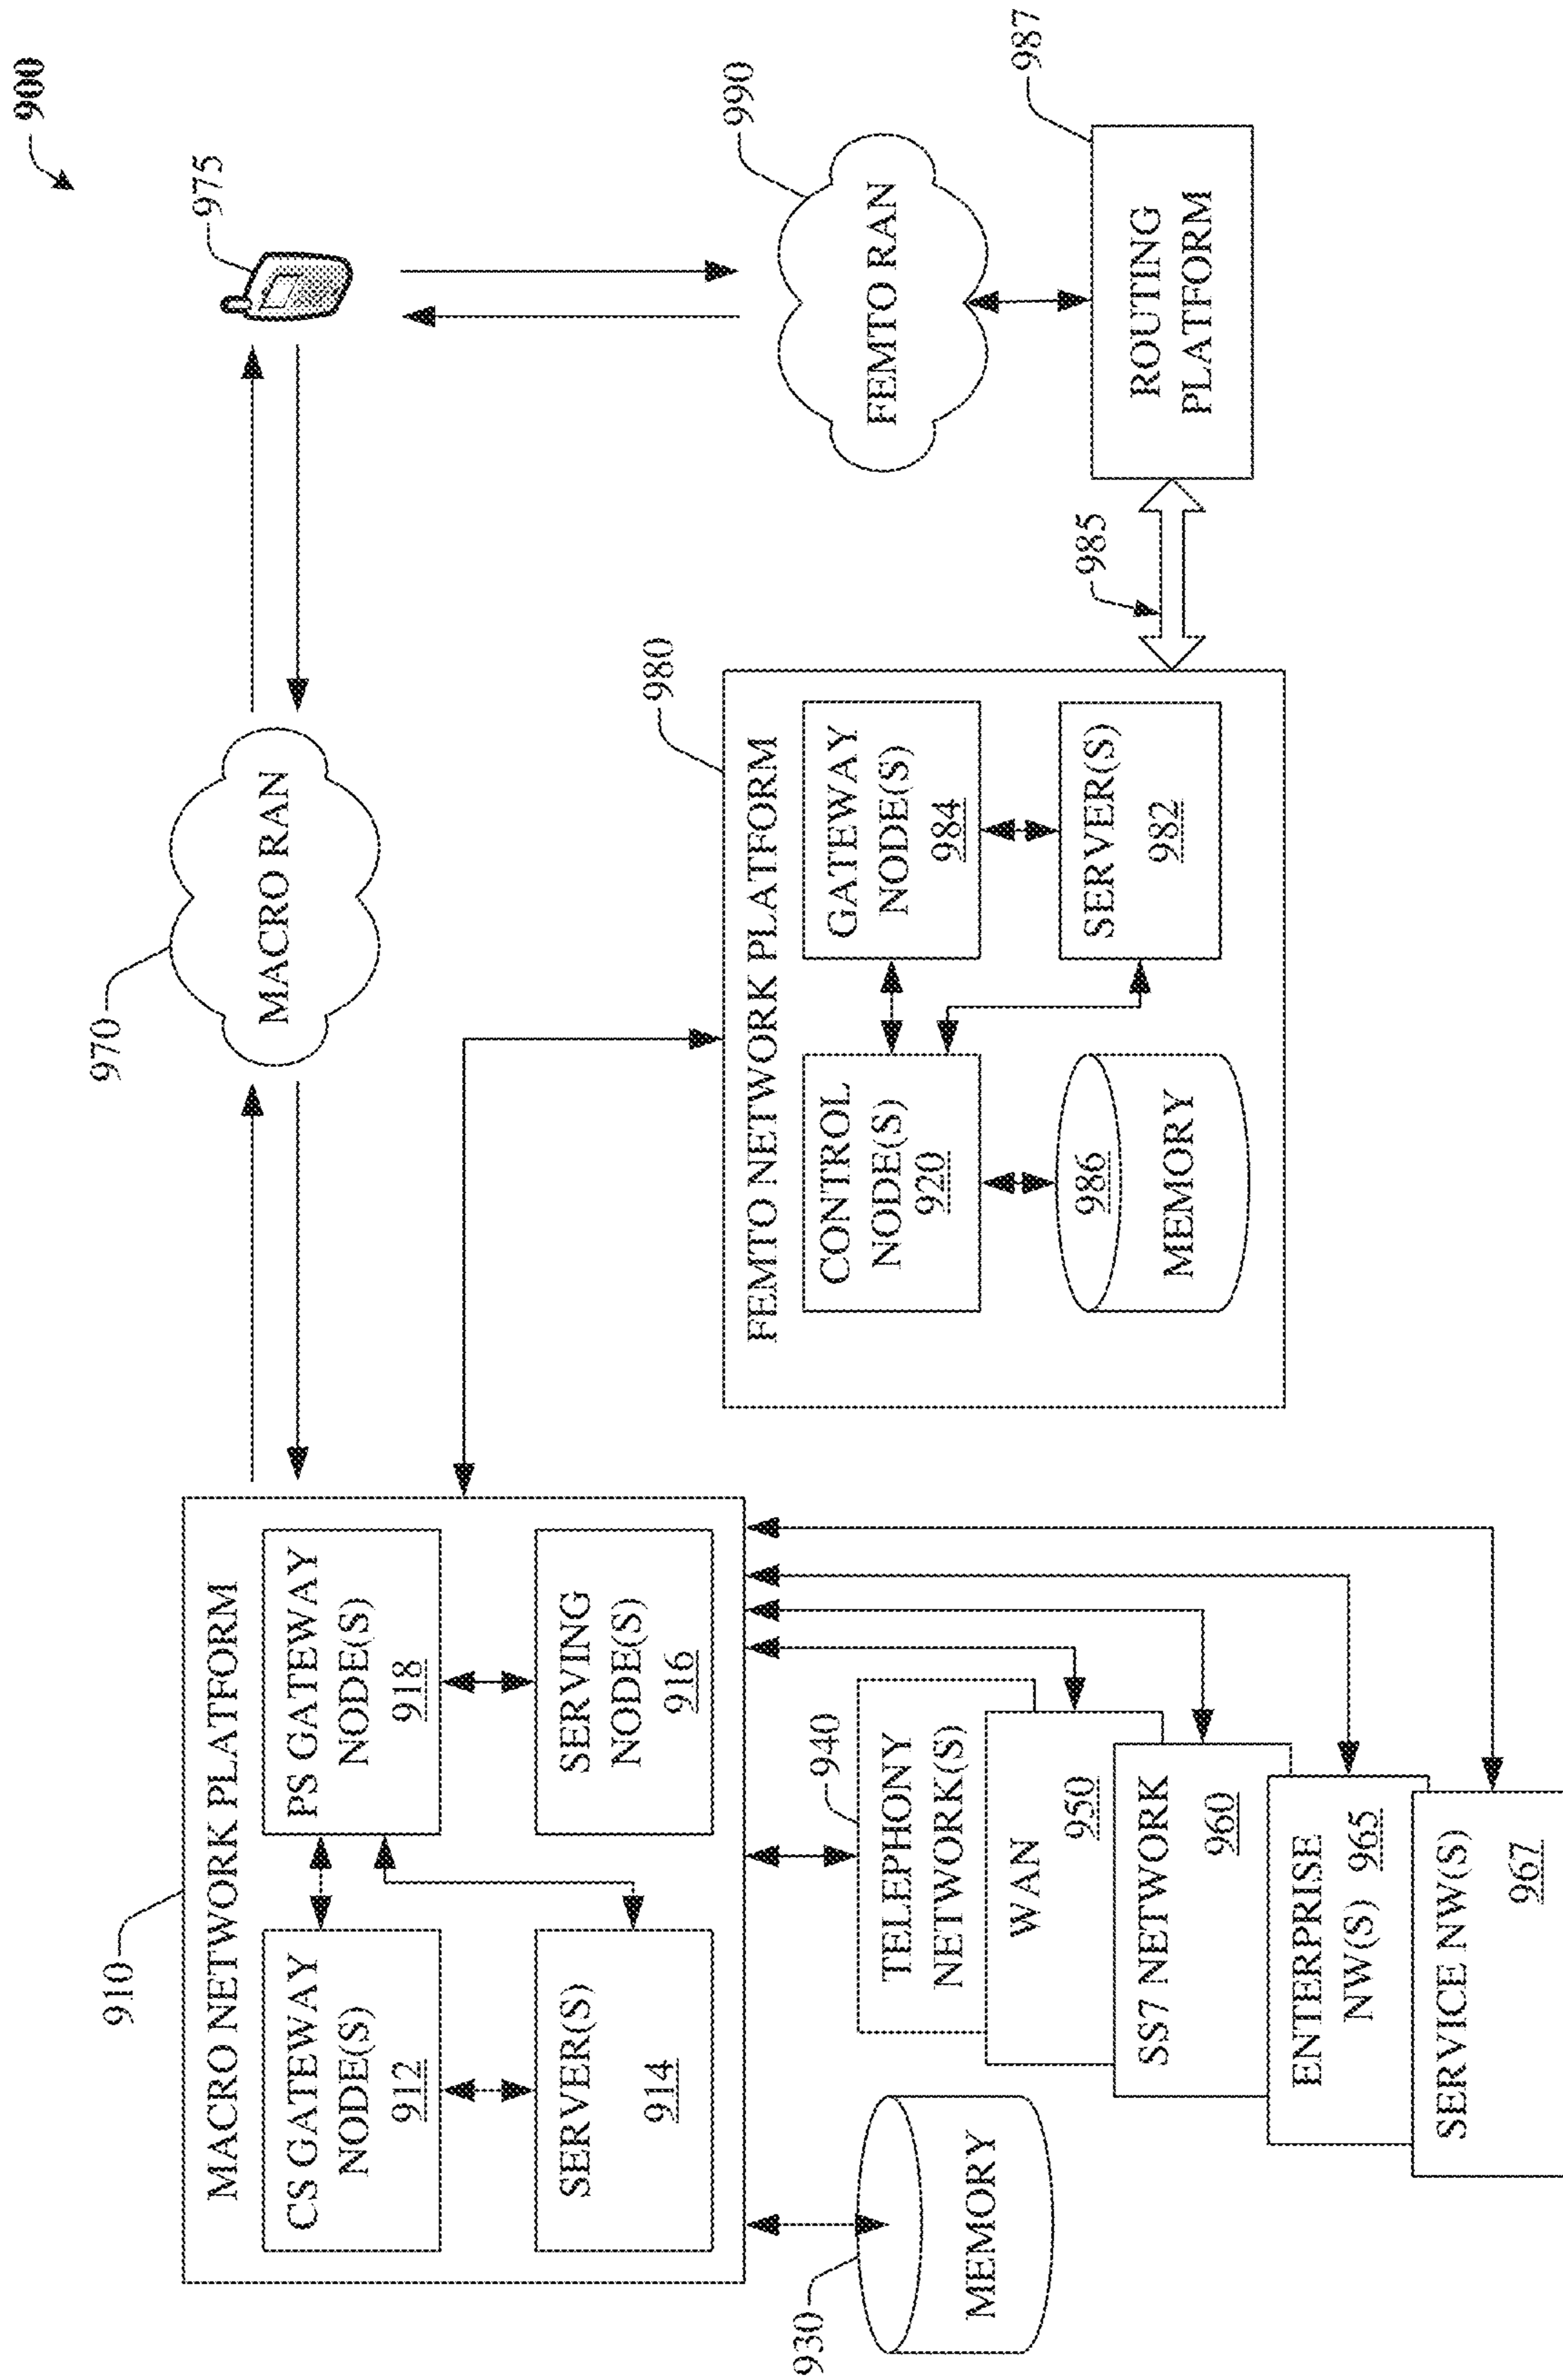 900
970
MACRO RAN
975
910
MACRO NETWORK PLATFORM
CS GATEWAY
NODE(S)
912
PS GATEWAY
NODE(S)
918
SERVER(S)
914
SERVING
NODE(S)
916
930
MEMORY
940
TELEPHONY
NETWORK(S)
WAN
950
SS7 NETWORK
960
ENTERPRISE
NW(S) 965
SERVICE NW(S)
967
980
FEMTO NETWORK PLATFORM
CONTROL
NODE(S)
920
GATEWAY
NODE(S)
984
986
MEMORY
SERVER(S)
982
985
990
FEMTO RAN
987
ROUTING
PLATFORM